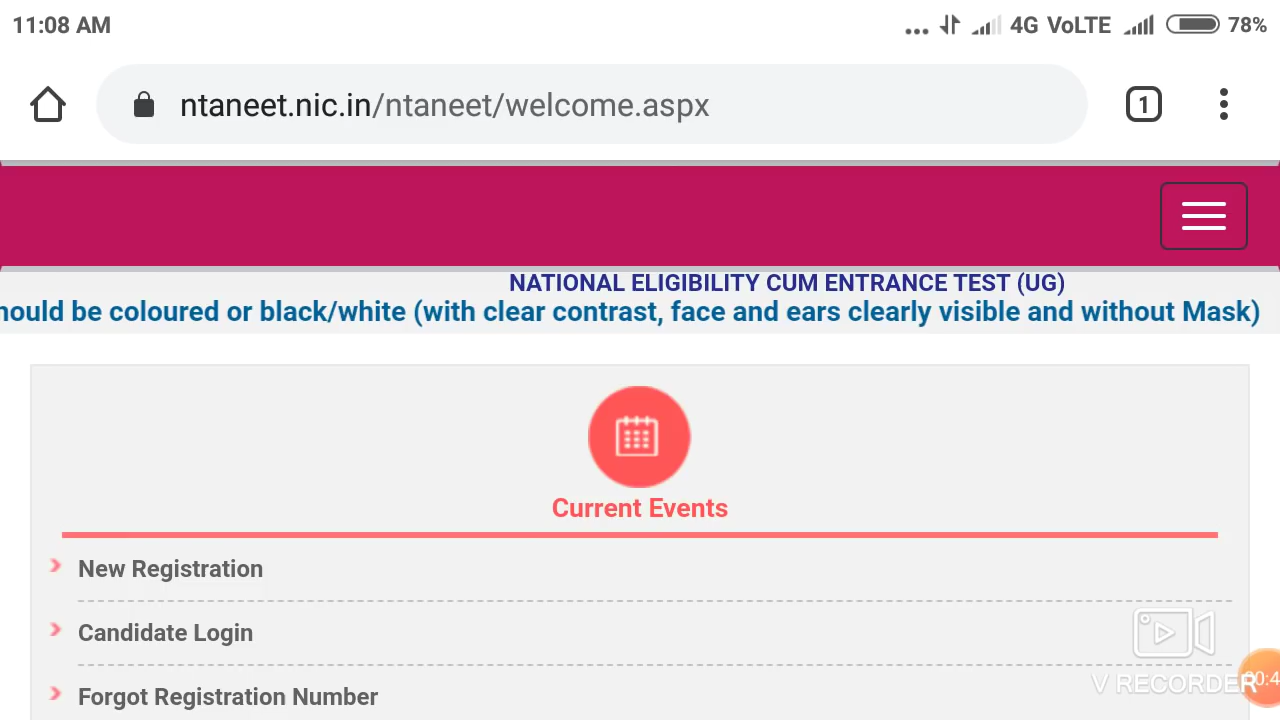 11:08 AM
... 4G VoLTE 78%
ntaneet.nic.in/ntaneet/welcome.aspx
1
NATIONAL ELIGIBILITY CUM ENTRANCE TEST (UG)
be coloured or black/white (with clear contrast, face and ears clearly visible and without Mask)
Current Events
New Registration
Candidate Login
Forgot Registration Number
V RECORDER